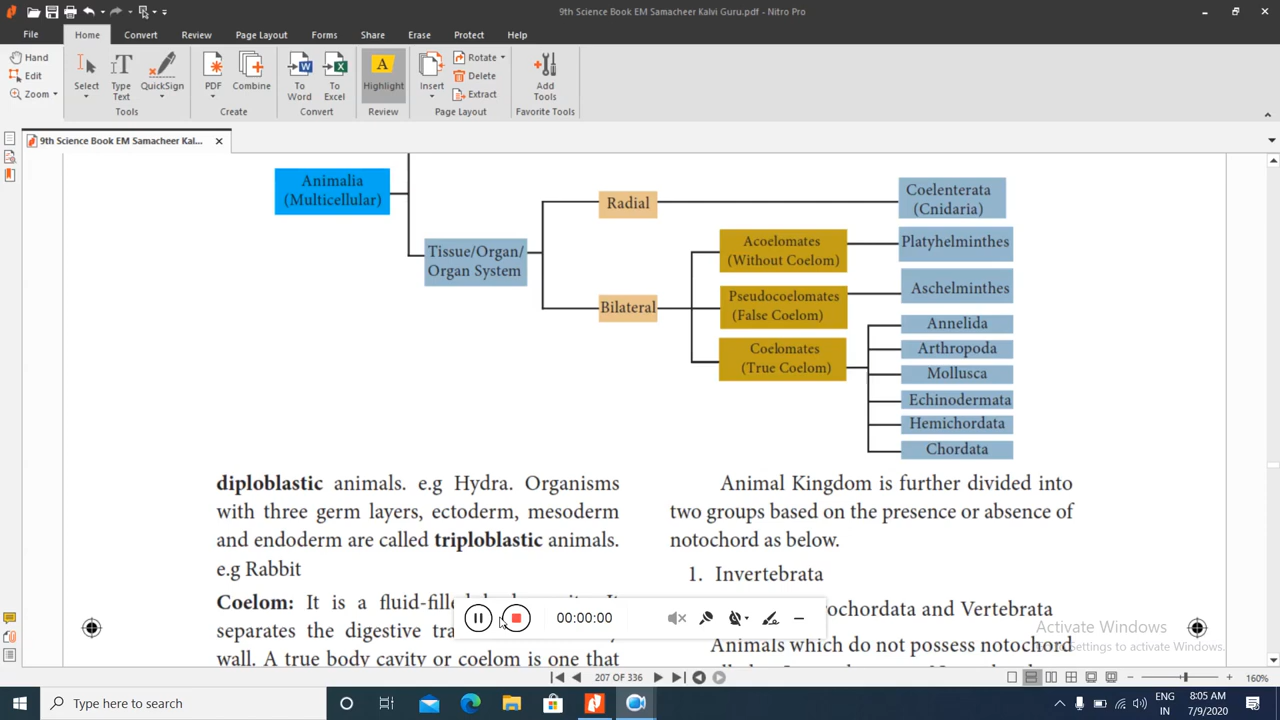 9th Science Book EM Samacheer Kalvi Guru.pdf - Nitro Pro
File Home Convert Review Page Layout Forms Share Erase Protect Help
Hand
Edit
Zoom
Select
Type Text
QuickSign
Tools
PDF
Combine
Create
To Word
To Excel
Convert
Highlight
Review
Insert
Rotate
Delete
Extract
Page Layout
Add Tools
Favorite Tools
9th Science Book EM Samacheer Kal...
Animalia
(Multicellular)
Tissue/Organ/
Organ System
Radial
Bilateral
Acoelomates
(Without Coelom)
Pseudocoelomates
(False Coelom)
Coelomates
(True Coelom)
Coelenterata
(Cnidaria)
Platyhelminthes
Aschelminthes
Annelida
Arthropoda
Mollusca
Echinodermata
Hemichordata
Chordata
diploblastic animals. e.g Hydra. Organisms
with three germ layers, ectoderm, mesoderm
and endoderm are called triploblastic animals.
e.g Rabbit
Coelom: It is a fluid-filled
separates the digestive
wall. A true body cavity or coelom is one that
Animal Kingdom is further divided into
two groups based on the presence or absence of
notochord as below.
1. Invertebrata
and Vertebrata
Animals which do not possess notochord
00:00:00
Activate Windows
Go to Settings to activate Windows.
207 OF 336
160%
Type here to search
ENG
IN
8:05 AM
7/9/2020